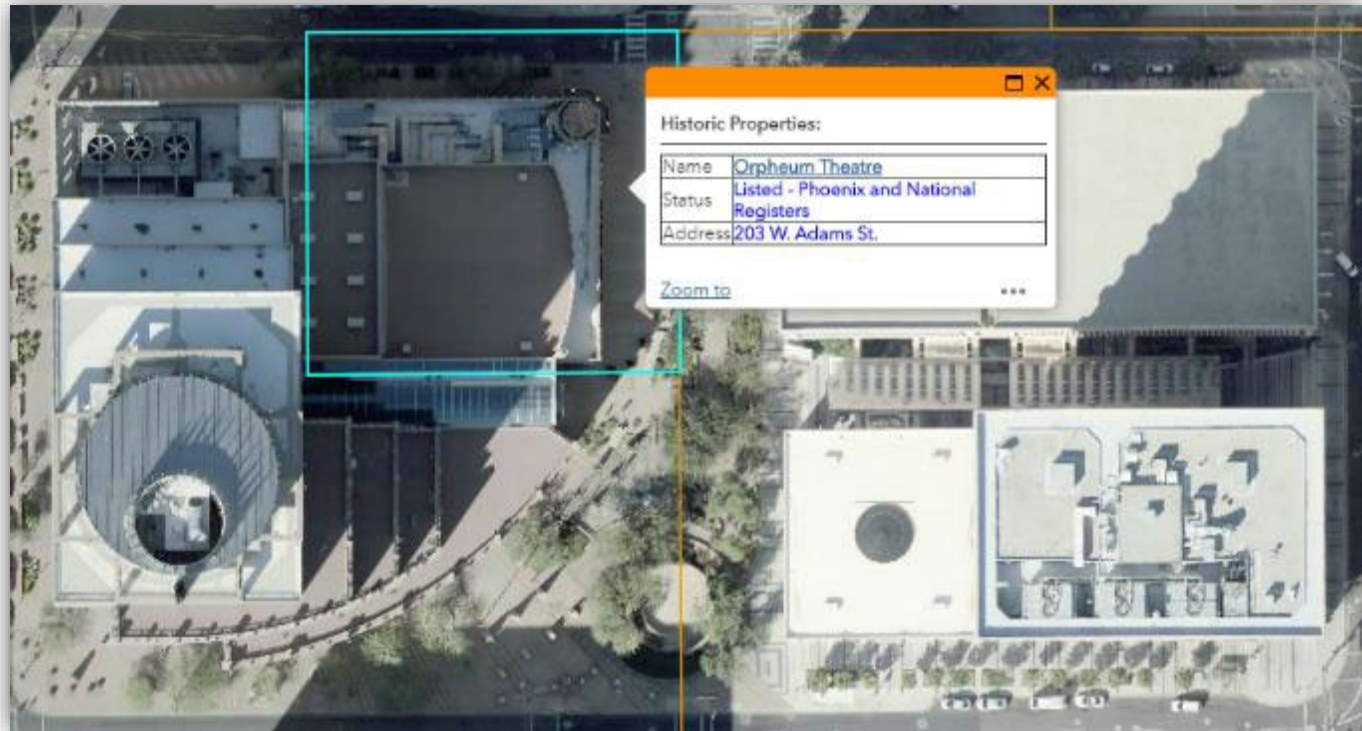 Historic Properties:
Name Orpheum Theatre
Status Listed - Phoenix and National
Registers
Address 203 W. Adams St.
Zoom to